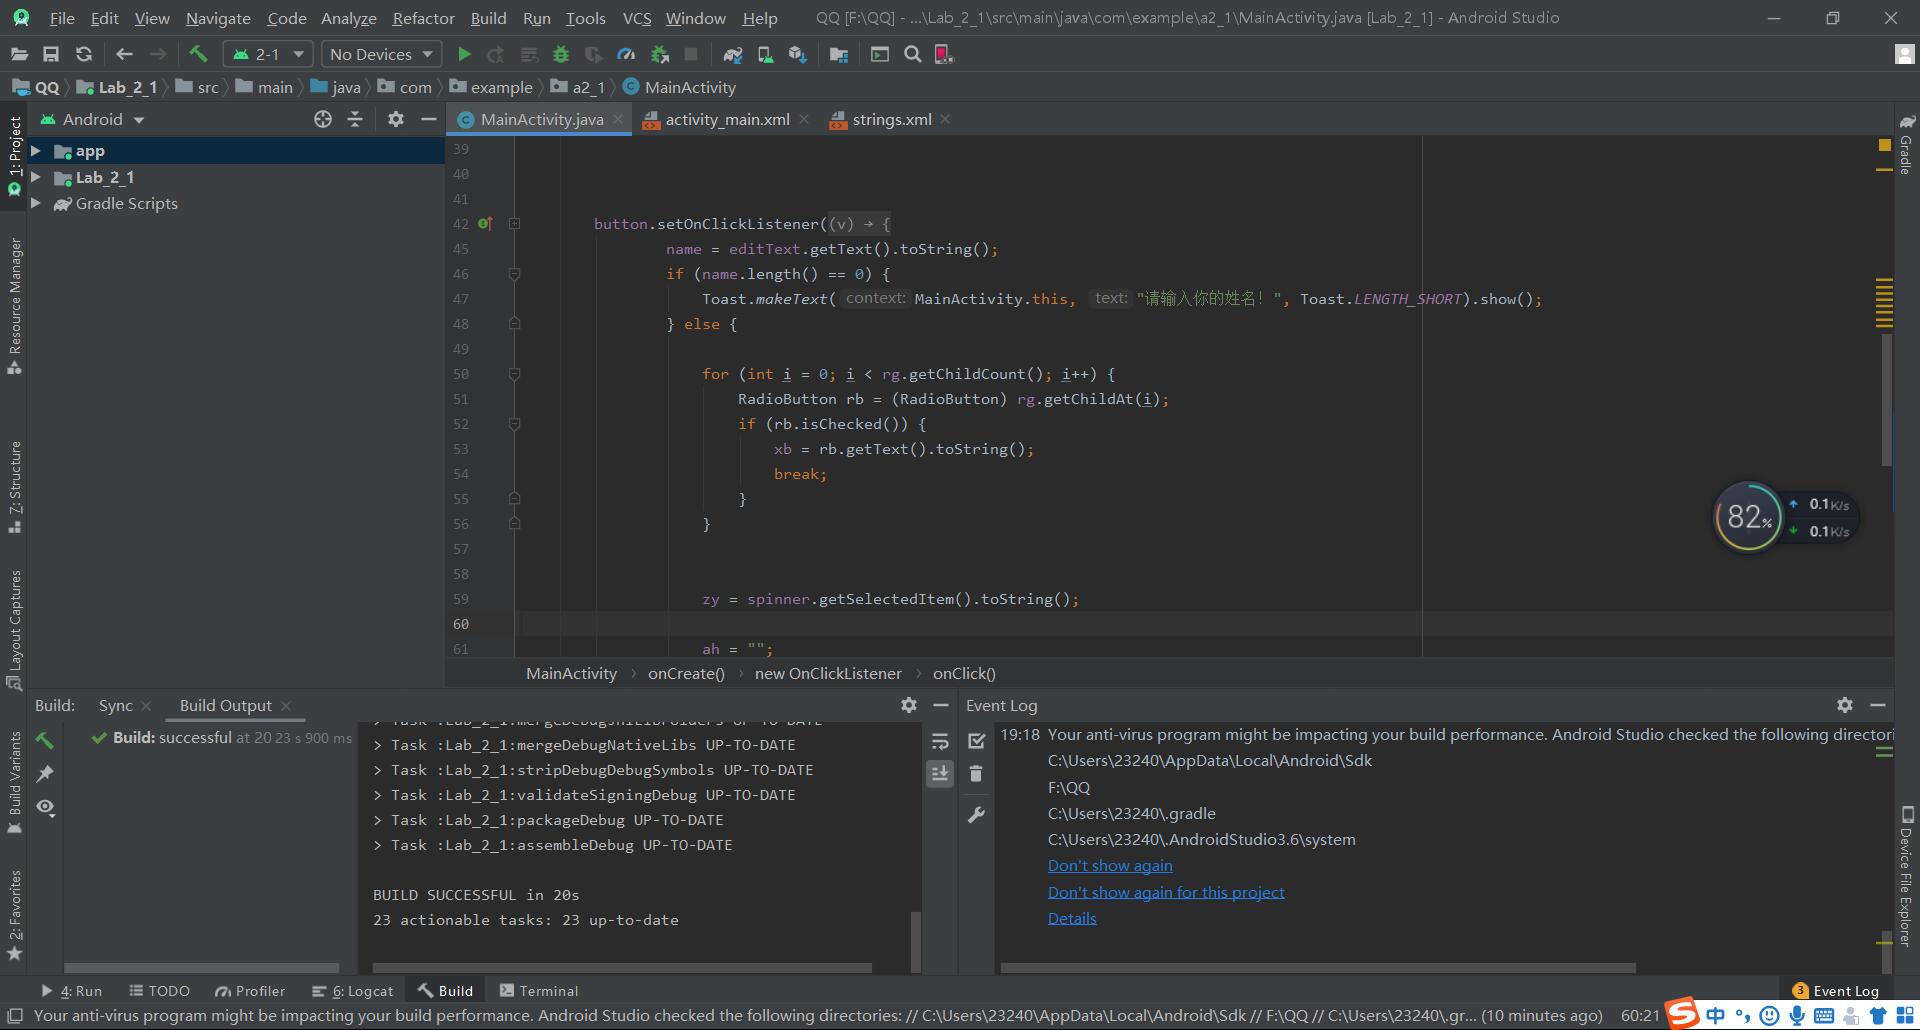 File Edit View Navigate Code Analyze Refactor Build Run Tools VCS Window Help QQ [F:\QQ] - ...\Lab_2_1\src\main\java\com\example\a2_1\MainActivity.java [Lab_2_1] - Android Studio
2-1 No Devices
QQ Lab_2_1 src main java com example a2_1 MainActivity
Android
MainActivity.java activity_main.xml strings.xml
app
Lab_2_1
Gradle Scripts
1: Project
Resource Manager
7: Structure
Layout Captures
Build Variants
2: Favorites
39
40
41
42 button.setOnClickListener((v) → {
45 name = editText.getText().toString();
46 if (name.length() == 0) {
47 Toast.makeText( context: MainActivity.this, text: "请输入你的姓名！", Toast.LENGTH_SHORT).show();
48 } else {
49
50 for (int i = 0; i < rg.getChildCount(); i++) {
51 RadioButton rb = (RadioButton) rg.getChildAt(i);
52 if (rb.isChecked()) {
53 xb = rb.getText().toString();
54 break;
55 }
56 }
57
58
59 zy = spinner.getSelectedItem().toString();
60
61 ah = "";
MainActivity › onCreate() › new OnClickListener › onClick()
Gradle
Device File Explorer
82%
0.1K/s
0.1K/s
Build: Sync Build Output
Build: successful at 20 23 s 900 ms
> Task :Lab_2_1:mergeDebugJniLibFolders UP-TO-DATE
> Task :Lab_2_1:mergeDebugNativeLibs UP-TO-DATE
> Task :Lab_2_1:stripDebugDebugSymbols UP-TO-DATE
> Task :Lab_2_1:validateSigningDebug UP-TO-DATE
> Task :Lab_2_1:packageDebug UP-TO-DATE
> Task :Lab_2_1:assembleDebug UP-TO-DATE
BUILD SUCCESSFUL in 20s
23 actionable tasks: 23 up-to-date
Event Log
19:18 Your anti-virus program might be impacting your build performance. Android Studio checked the following directori
C:\Users\23240\AppData\Local\Android\Sdk
F:\QQ
C:\Users\23240\.gradle
C:\Users\23240\.AndroidStudio3.6\system
Don't show again
Don't show again for this project
Details
4: Run TODO Profiler 6: Logcat Build Terminal 3 Event Log
Your anti-virus program might be impacting your build performance. Android Studio checked the following directories: // C:\Users\23240\AppData\Local\Android\Sdk // F:\QQ // C:\Users\23240\.gr... (10 minutes ago) 60:21
S 中